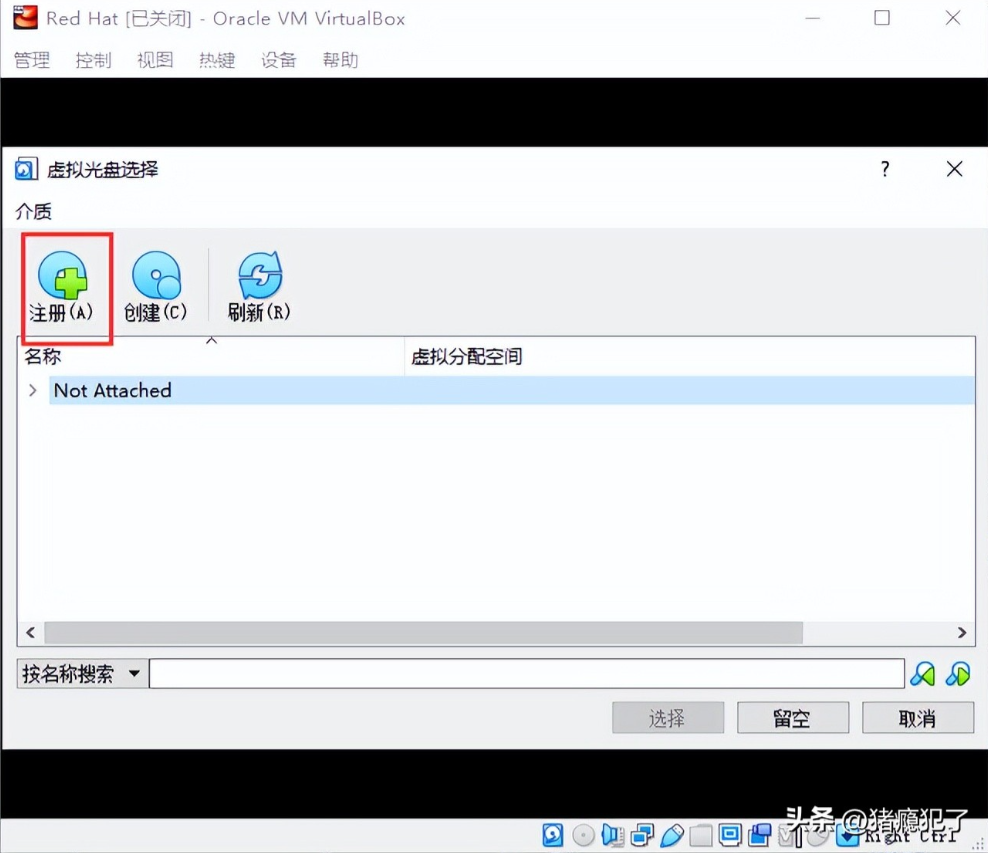 Red Hat [已关闭] - Oracle VM VirtualBox
管理 控制 视图 热键 设备 帮助
虚拟光盘选择 ?
介质
注册(A) 创建(C) 刷新(R)
名称 虚拟分配空间
Not Attached
按名称搜索
选择 留空 取消
头条 @猪瘾犯了
Right Ctrl